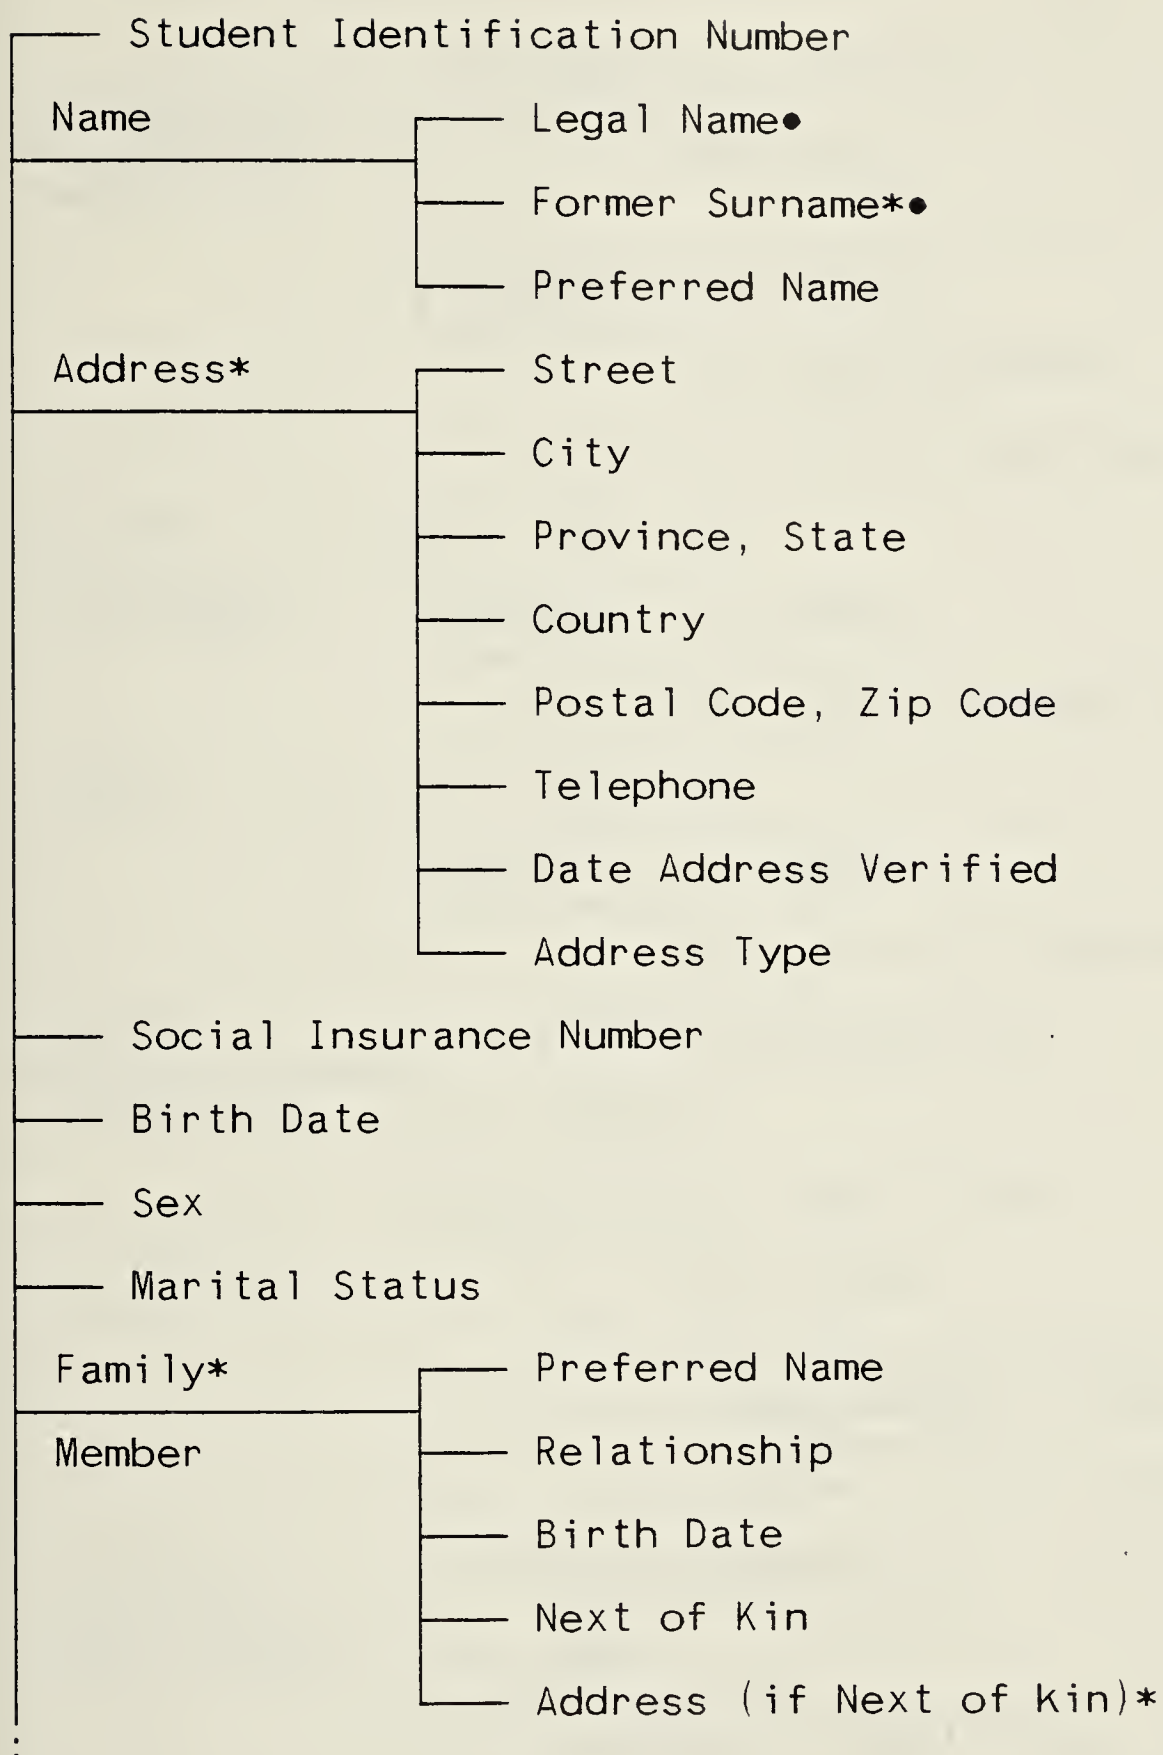 Student Identification Number
Name
Legal Name●
Former Surname*●
Preferred Name
Address*
Street
City
Province, State
Country
Postal Code, Zip Code
Telephone
Date Address Verified
Address Type
Social Insurance Number
Birth Date
Sex
Marital Status
Family*
Member
Preferred Name
Relationship
Birth Date
Next of Kin
Address (if Next of kin)*